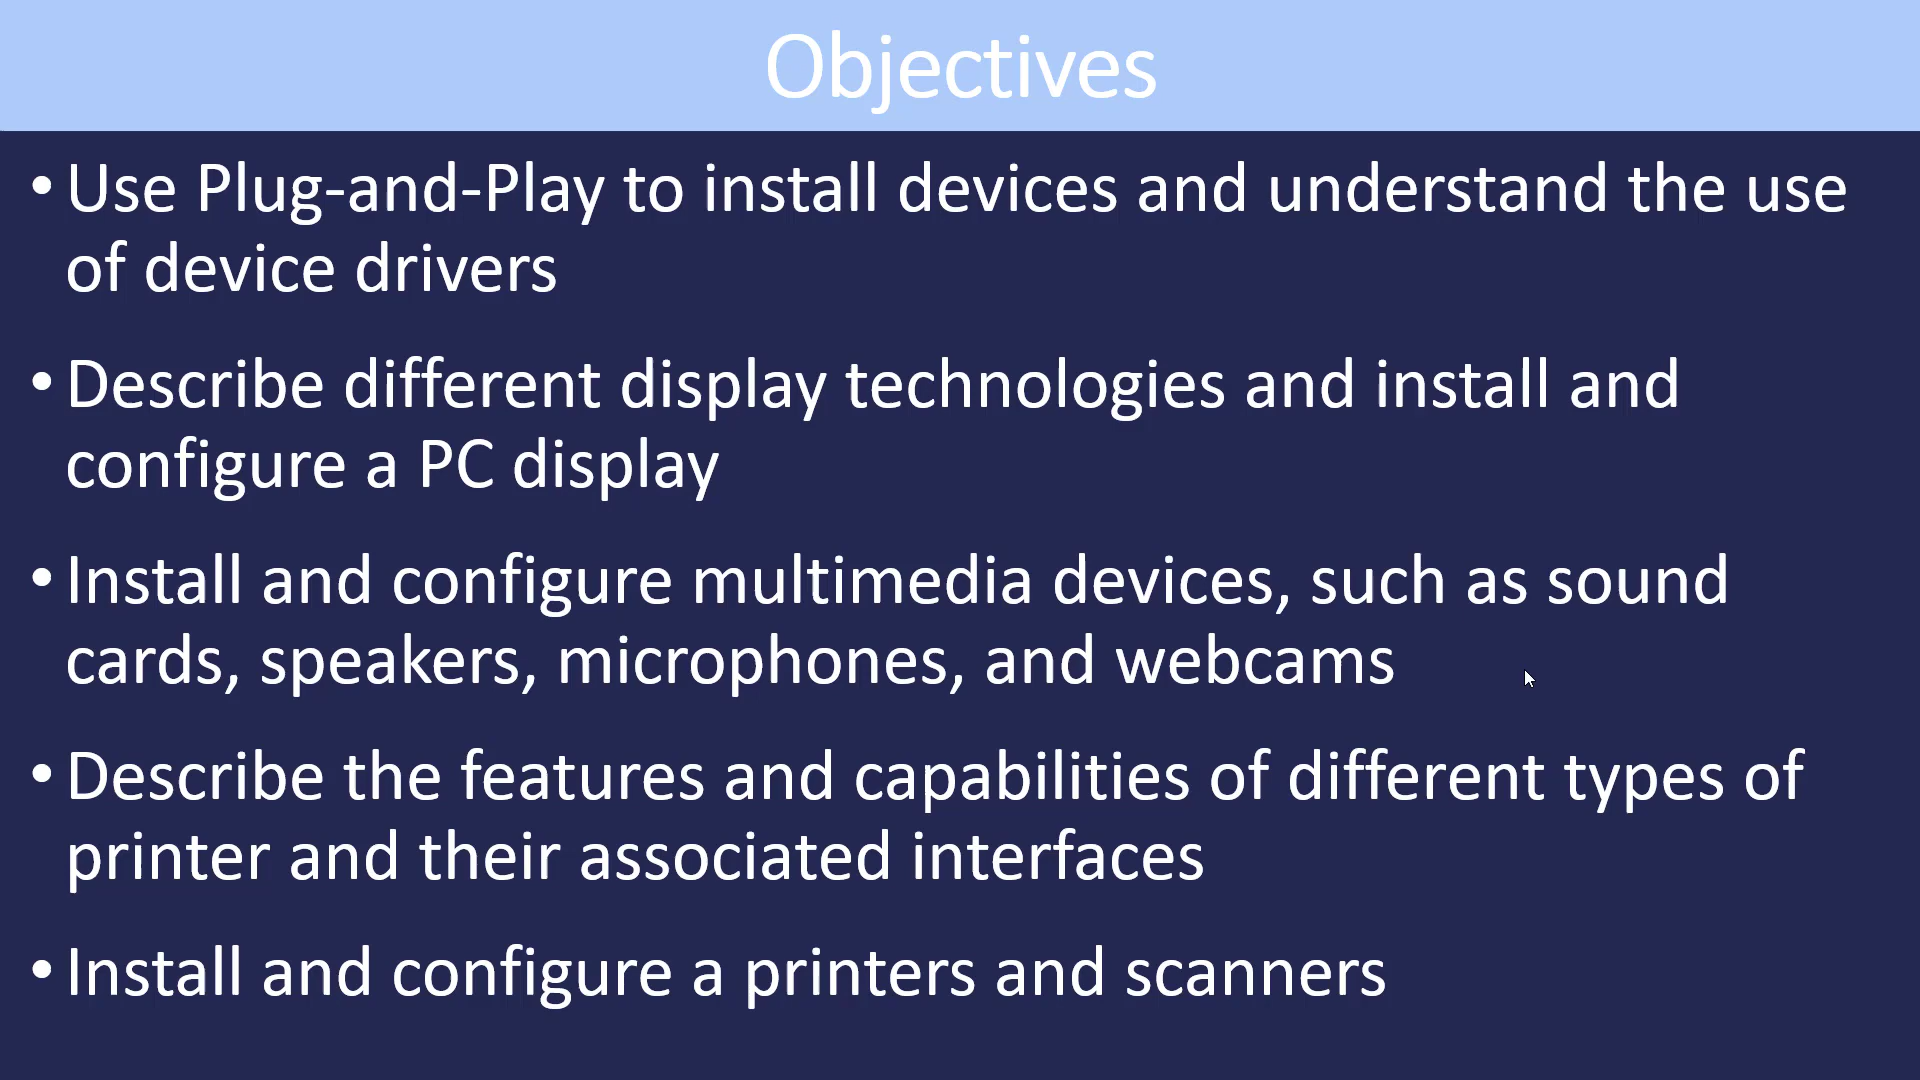 Objectives
• Use Plug-and-Play to install devices and understand the use
of device drivers
• Describe different display technologies and install and
configure a PC display
• Install and configure multimedia devices, such as sound
cards, speakers, microphones, and webcams
• Describe the features and capabilities of different types of
printer and their associated interfaces
• Install and configure a printers and scanners